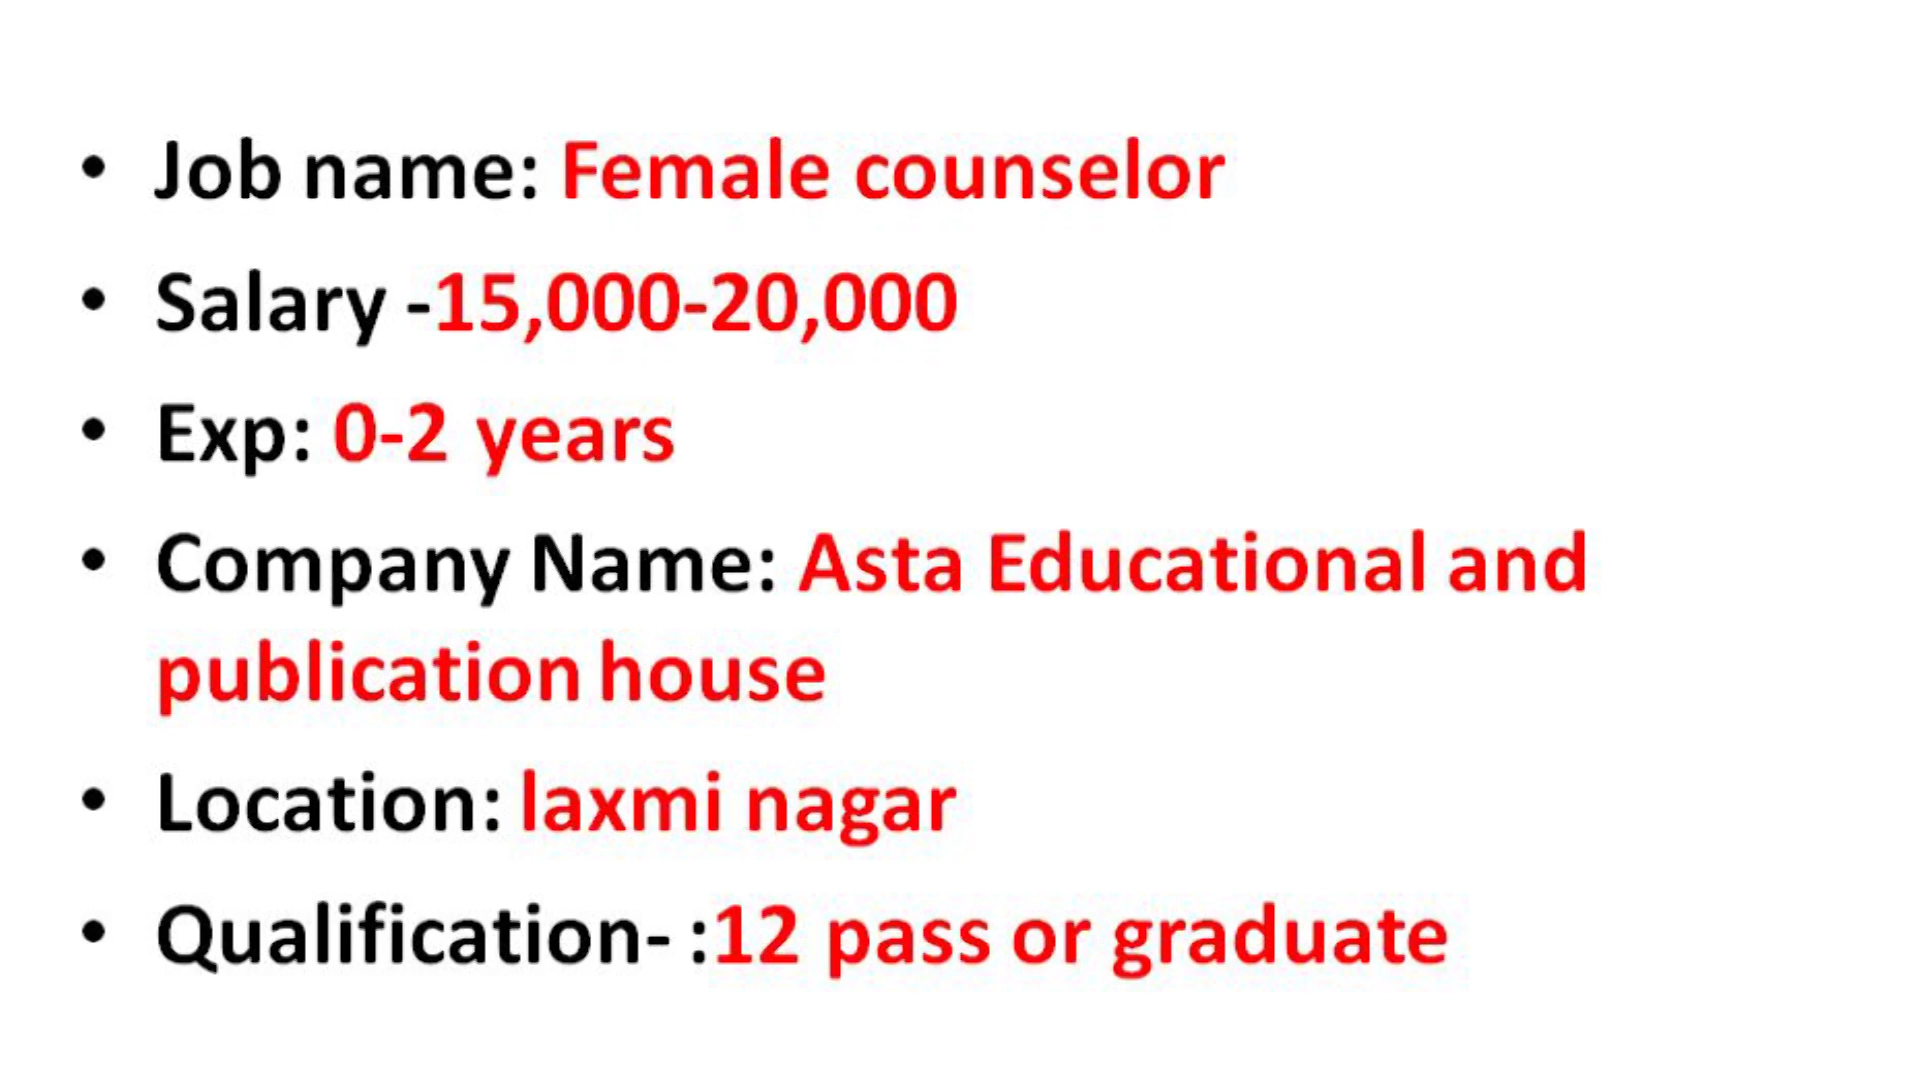 • Job name: Female counselor
• Salary -15,000-20,000
• Exp: 0-2 years
• Company Name: Asta Educational and
publication house
• Location: laxmi nagar
• Qualification- :12 pass or graduate